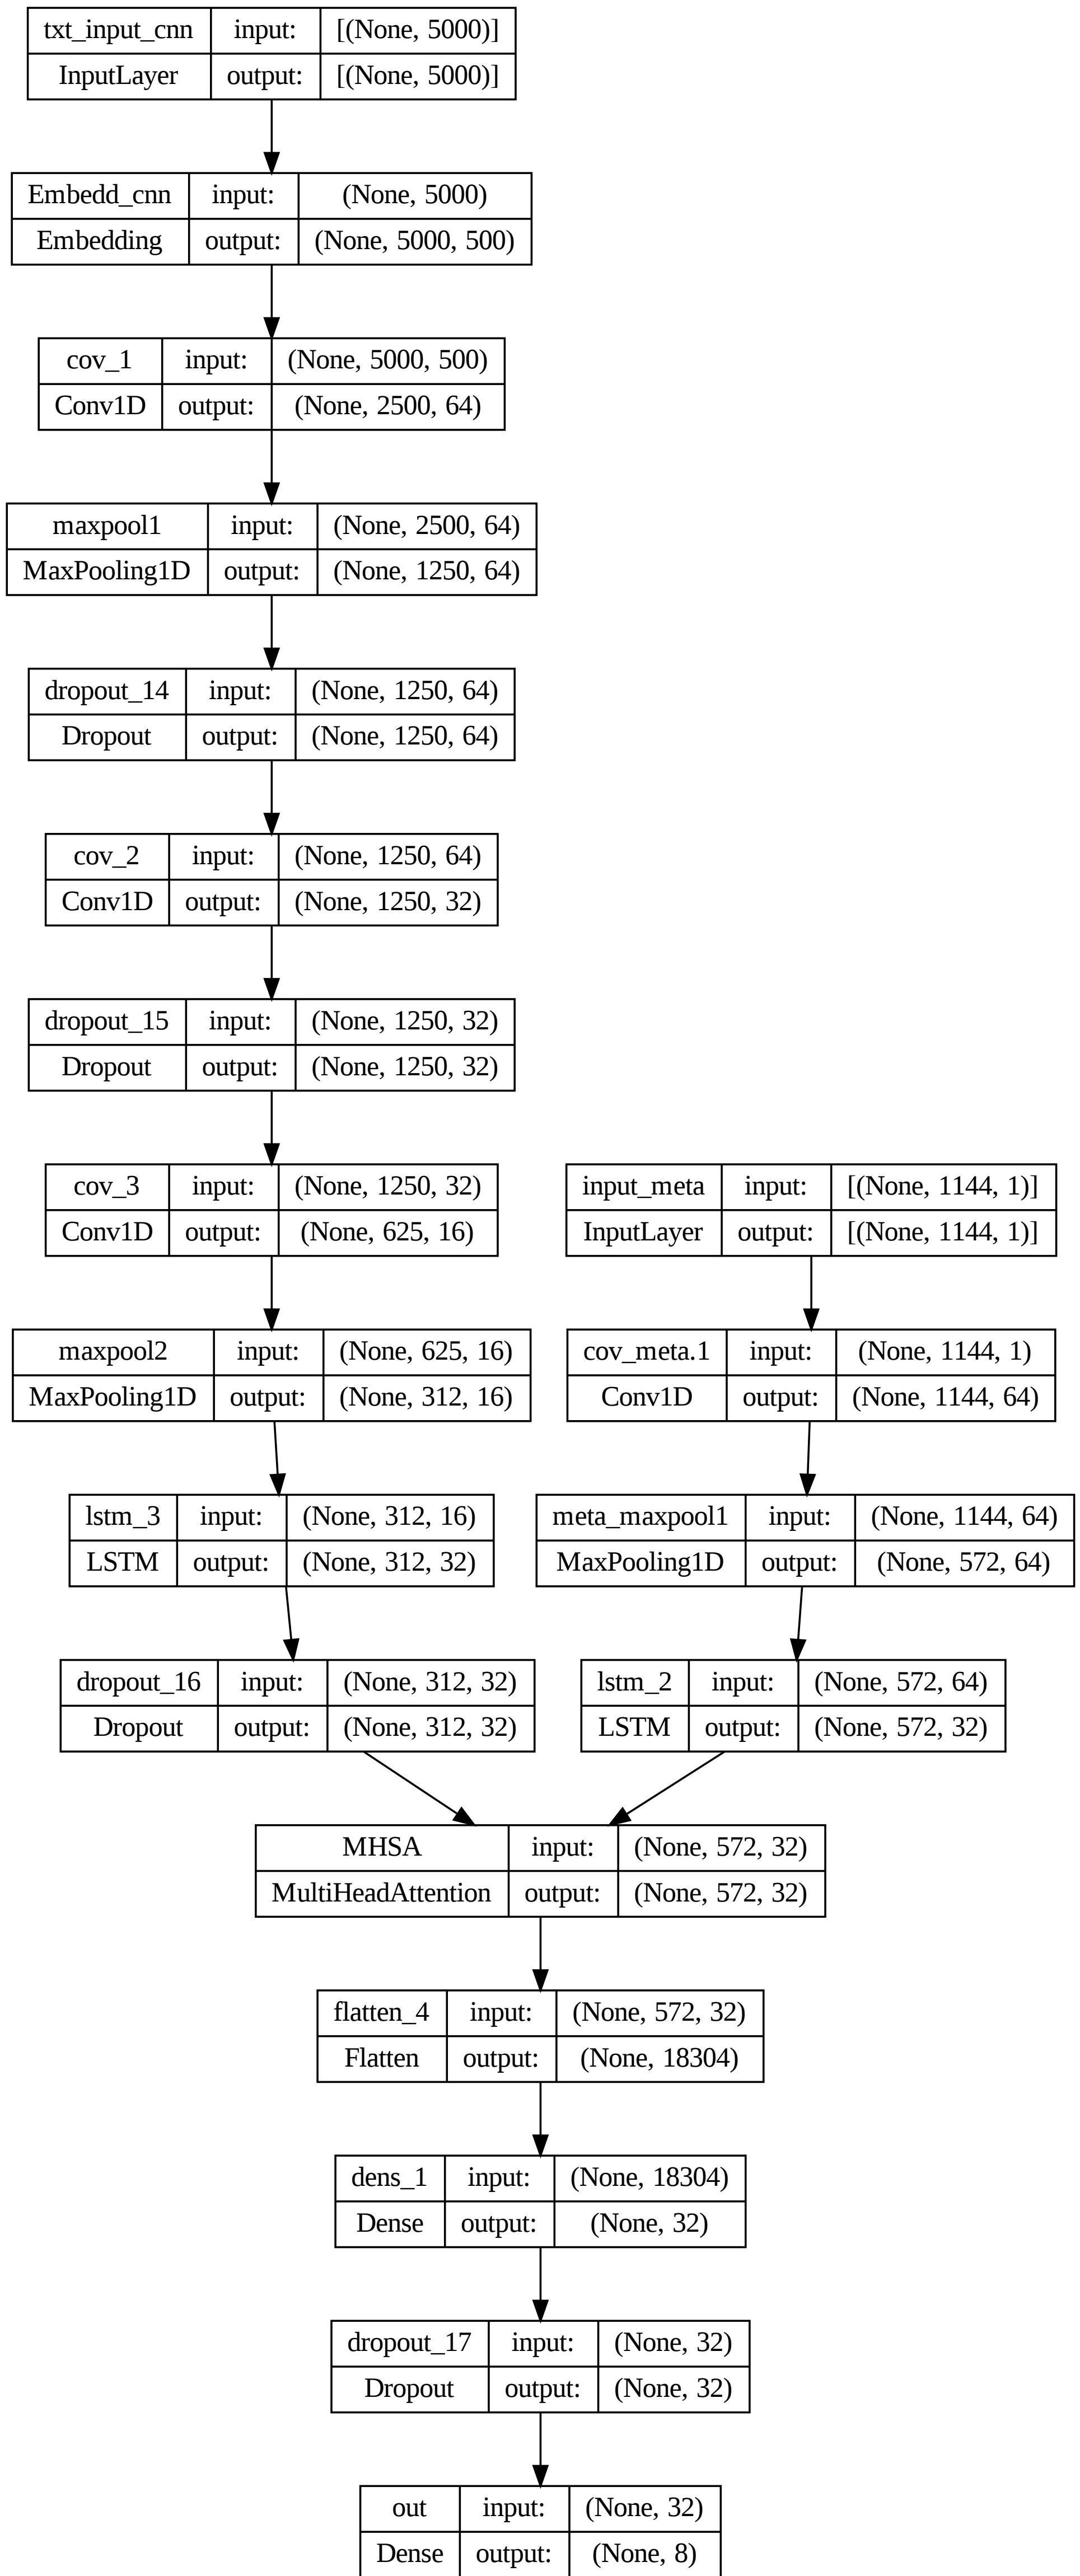 txt_input_cnn input: [(None, 5000)]
InputLayer output: [(None, 5000)]
Embedd_cnn input: (None, 5000)
Embedding output: (None, 5000, 500)
cov_1 input: (None, 5000, 500)
Conv1D output: (None, 2500, 64)
maxpool1 input: (None, 2500, 64)
MaxPooling1D output: (None, 1250, 64)
dropout_14 input: (None, 1250, 64)
Dropout output: (None, 1250, 64)
cov_2 input: (None, 1250, 64)
Conv1D output: (None, 1250, 32)
dropout_15 input: (None, 1250, 32)
Dropout output: (None, 1250, 32)
cov_3 input: (None, 1250, 32)
Conv1D output: (None, 625, 16)
input_meta input: [(None, 1144, 1)]
InputLayer output: [(None, 1144, 1)]
maxpool2 input: (None, 625, 16)
MaxPooling1D output: (None, 312, 16)
cov_meta.1 input: (None, 1144, 1)
Conv1D output: (None, 1144, 64)
lstm_3 input: (None, 312, 16)
LSTM output: (None, 312, 32)
meta_maxpool1 input: (None, 1144, 64)
MaxPooling1D output: (None, 572, 64)
dropout_16 input: (None, 312, 32)
Dropout output: (None, 312, 32)
lstm_2 input: (None, 572, 64)
LSTM output: (None, 572, 32)
MHSA input: (None, 572, 32)
MultiHeadAttention output: (None, 572, 32)
flatten_4 input: (None, 572, 32)
Flatten output: (None, 18304)
dens_1 input: (None, 18304)
Dense output: (None, 32)
dropout_17 input: (None, 32)
Dropout output: (None, 32)
out input: (None, 32)
Dense output: (None, 8)